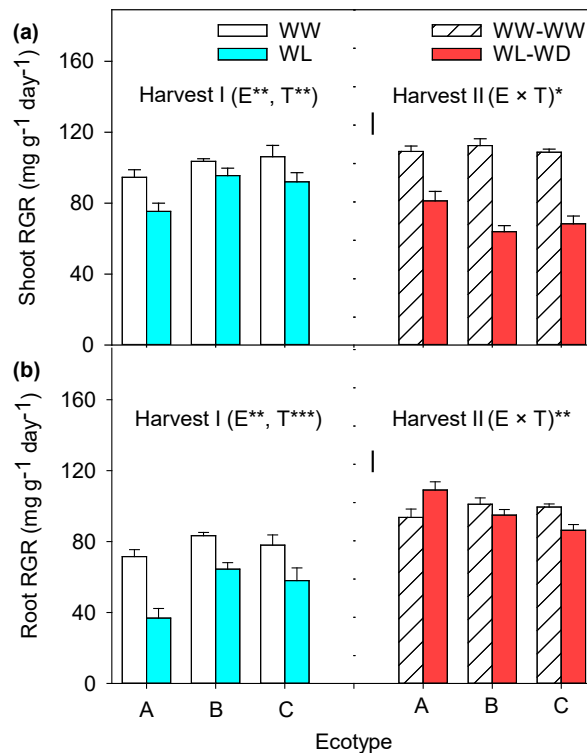 (a)
WW
WL
WW-WW
WL-WD
Harvest I (E**, T**)
Harvest II (E × T)*
160
120
80
40
0
Shoot RGR (mg g⁻¹ day⁻¹)
(b)
Harvest I (E**, T***)
Harvest II (E × T)**
160
120
80
40
0
Root RGR (mg g⁻¹ day⁻¹)
A B C A B C
Ecotype